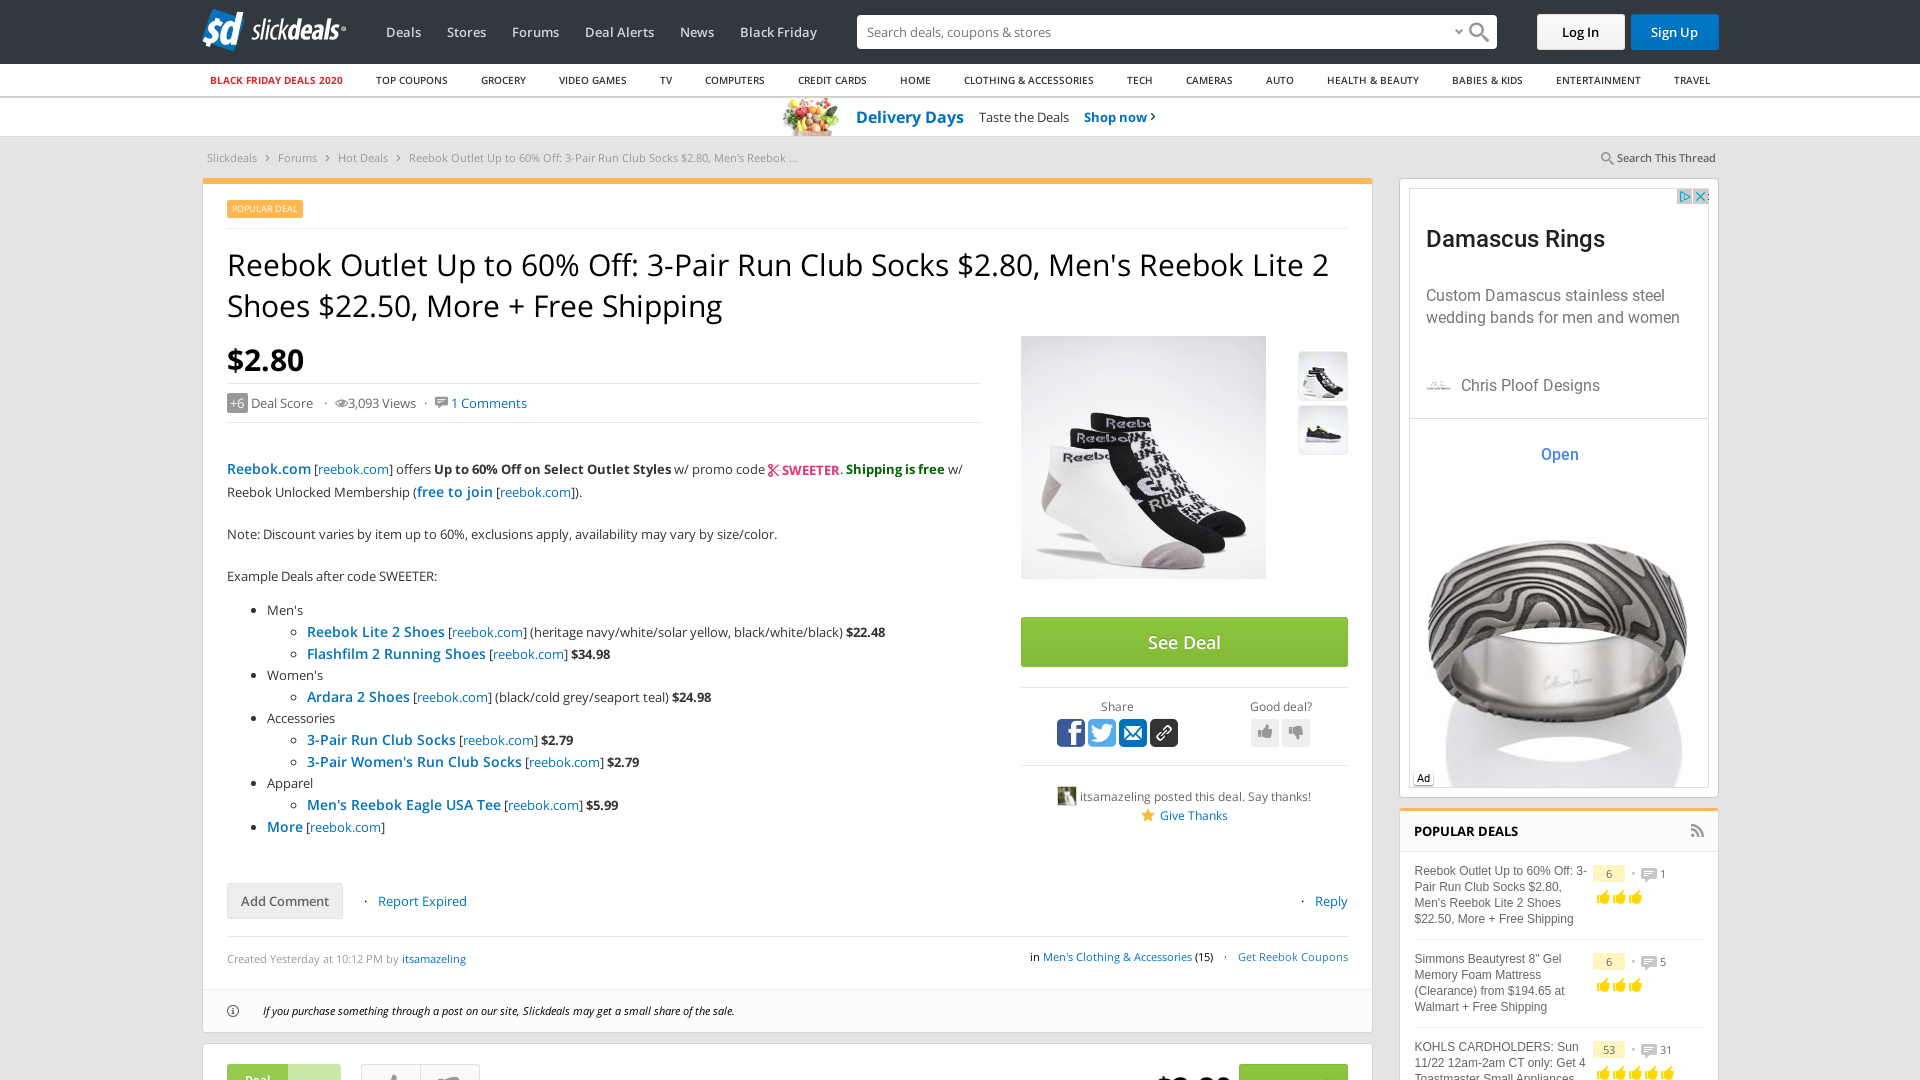 slickdeals
Deals
Stores
Forums
Deal Alerts
News
Black Friday
Search deals, coupons & stores
Log In
Sign Up
BLACK FRIDAY DEALS 2020
TOP COUPONS
GROCERY
VIDEO GAMES
TV
COMPUTERS
CREDIT CARDS
HOME
CLOTHING & ACCESSORIES
TECH
CAMERAS
AUTO
HEALTH & BEAUTY
BABIES & KIDS
ENTERTAINMENT
TRAVEL
Delivery Days Taste the Deals Shop now
Slickdeals > Forums > Hot Deals > Reebok Outlet Up to 60% Off: 3-Pair Run Club Socks $2.80, Men's Reebok ...
Search This Thread
POPULAR DEAL
Reebok Outlet Up to 60% Off: 3-Pair Run Club Socks $2.80, Men's Reebok Lite 2
Shoes $22.50, More + Free Shipping
$2.80
+6 Deal Score · 3,093 Views · 1 Comments
Reebok.com [reebok.com] offers Up to 60% Off on Select Outlet Styles w/ promo code SWEETER. Shipping is free w/
Reebok Unlocked Membership (free to join [reebok.com]).
Note: Discount varies by item up to 60%, exclusions apply, availability may vary by size/color.
Example Deals after code SWEETER:
Men's
Reebok Lite 2 Shoes [reebok.com] (heritage navy/white/solar yellow, black/white/black) $22.48
Flashfilm 2 Running Shoes [reebok.com] $34.98
Women's
Ardara 2 Shoes [reebok.com] (black/cold grey/seaport teal) $24.98
Accessories
3-Pair Run Club Socks [reebok.com] $2.79
3-Pair Women's Run Club Socks [reebok.com] $2.79
Apparel
Men's Reebok Eagle USA Tee [reebok.com] $5.99
More [reebok.com]
See Deal
Share
Good deal?
itsamazeling posted this deal. Say thanks!
Give Thanks
Add Comment · Report Expired
· Reply
Created Yesterday at 10:12 PM by itsamazeling
in Men's Clothing & Accessories (15) · Get Reebok Coupons
If you purchase something through a post on our site, Slickdeals may get a small share of the sale.
Damascus Rings
Custom Damascus stainless steel
wedding bands for men and women
Chris Ploof Designs
Open
Ad
POPULAR DEALS
Reebok Outlet Up to 60% Off: 3-
Pair Run Club Socks $2.80,
Men's Reebok Lite 2 Shoes
$22.50, More + Free Shipping
6 • 1
Simmons Beautyrest 8" Gel
Memory Foam Mattress
(Clearance) from $194.65 at
Walmart + Free Shipping
6 • 5
KOHLS CARDHOLDERS: Sun
11/22 12am-2am CT only: Get 4
Toastmaster Small Appliances
53 • 31